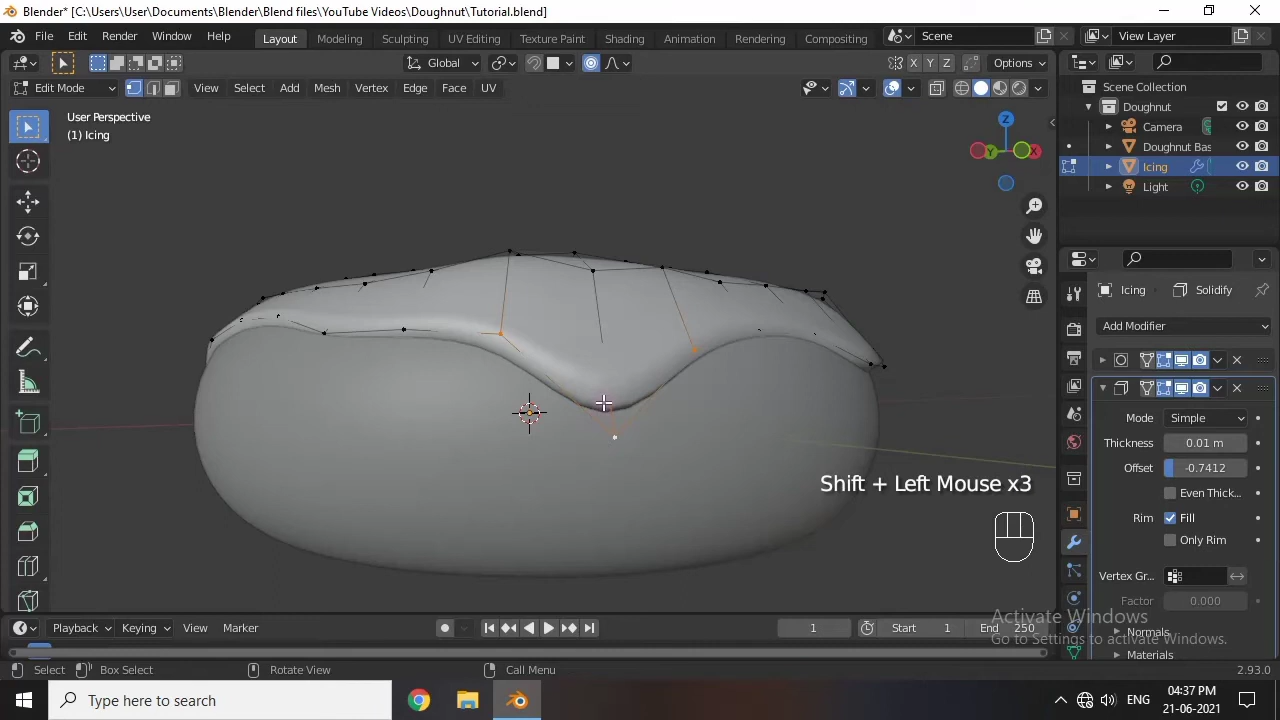 Blender* [C:\Users\User\Documents\Blender\Blend files\YouTube Videos\Doughnut\Tutorial.blend]
File Edit Render Window Help Layout Modeling Sculpting UV Editing Texture Paint Shading Animation Rendering Compositing Scene View Layer
Global X Y Z Options
Edit Mode View Select Add Mesh Vertex Edge Face UV Scene Collection
Doughnut
User Perspective
(1) Icing
Z
Y X
Camera
Doughnut Bas
Icing
Light
Icing Solidify
Add Modifier
Mode Simple
Thickness 0.01 m
Offset -0.7412
Even Thick...
Rim Fill
Only Rim
Vertex Gr...
Factor 0.000
Normals
Materials
Shift + Left Mouse x3
Activate Windows
Go to Settings to activate Windows.
Playback Keying View Marker 1 Start 1 End 250
Select Box Select Rotate View Call Menu 2.93.0
Type here to search ENG 04:37 PM
21-06-2021